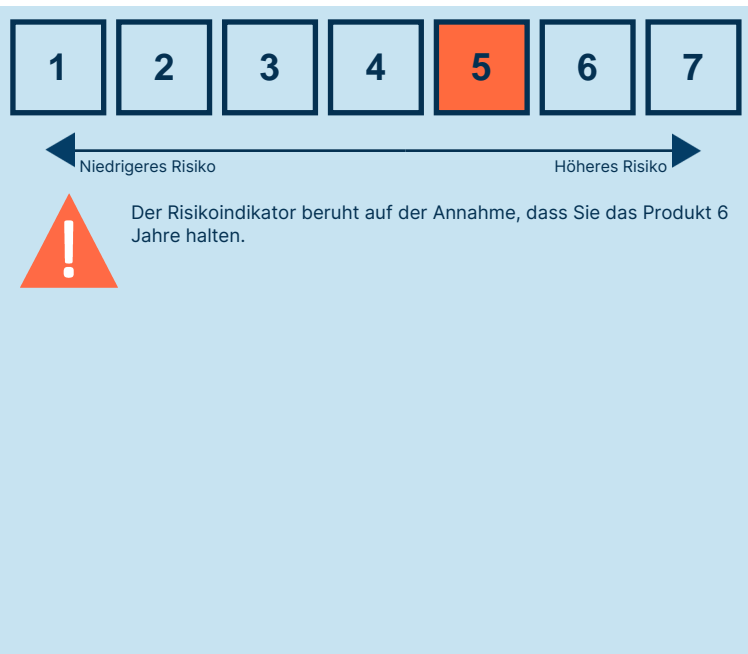 1 2 3 4 5 6 7
Niedrigeres Risiko Höheres Risiko
!
Der Risikoindikator beruht auf der Annahme, dass Sie das Produkt 6
Jahre halten.